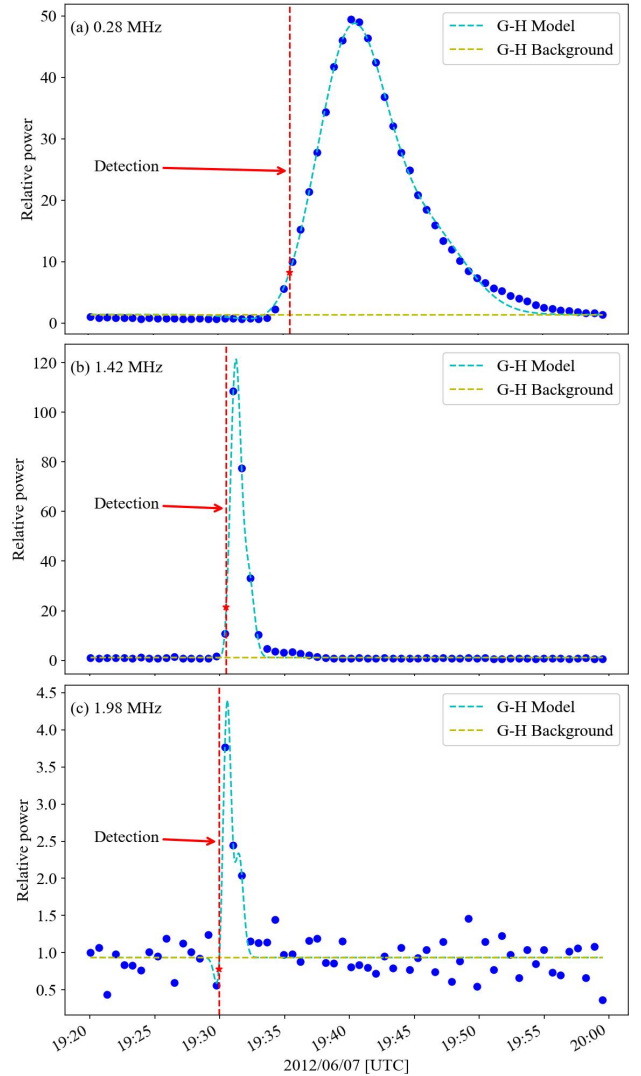 (a) 0.28 MHz
G-H Model
G-H Background
Detection
Relative power
50
40
30
20
10
0
(b) 1.42 MHz
G-H Model
G-H Background
Detection
Relative power
120
100
80
60
40
20
0
(c) 1.98 MHz
G-H Model
G-H Background
Detection
Relative power
4.5
4.0
3.5
3.0
2.5
2.0
1.5
1.0
0.5
19:20
19:25
19:30
19:35
19:40
19:45
19:50
19:55
20:00
2012/06/07 [UTC]